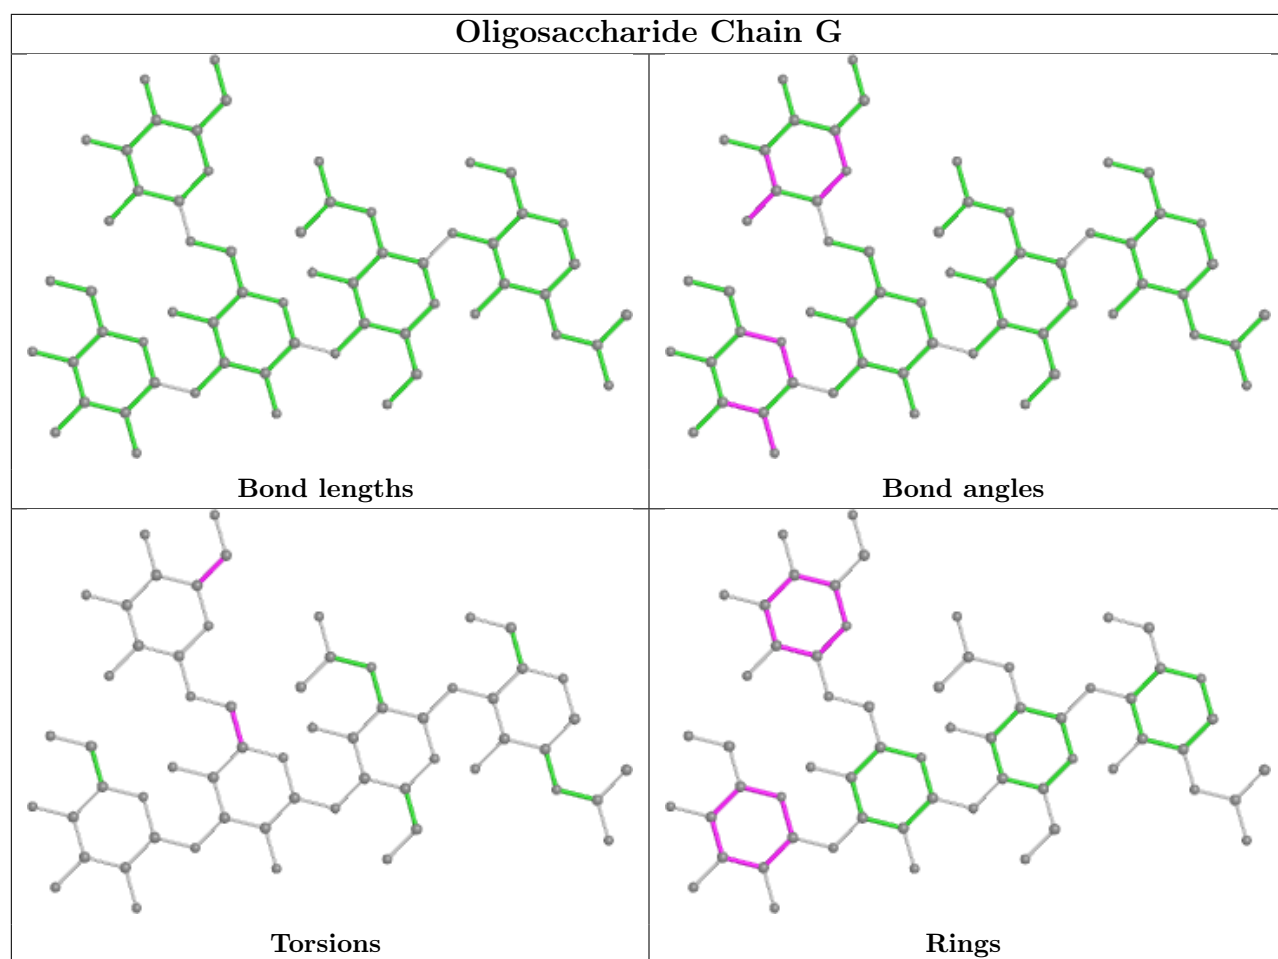 Oligosaccharide Chain G
Bond lengths
Bond angles
Torsions
Rings